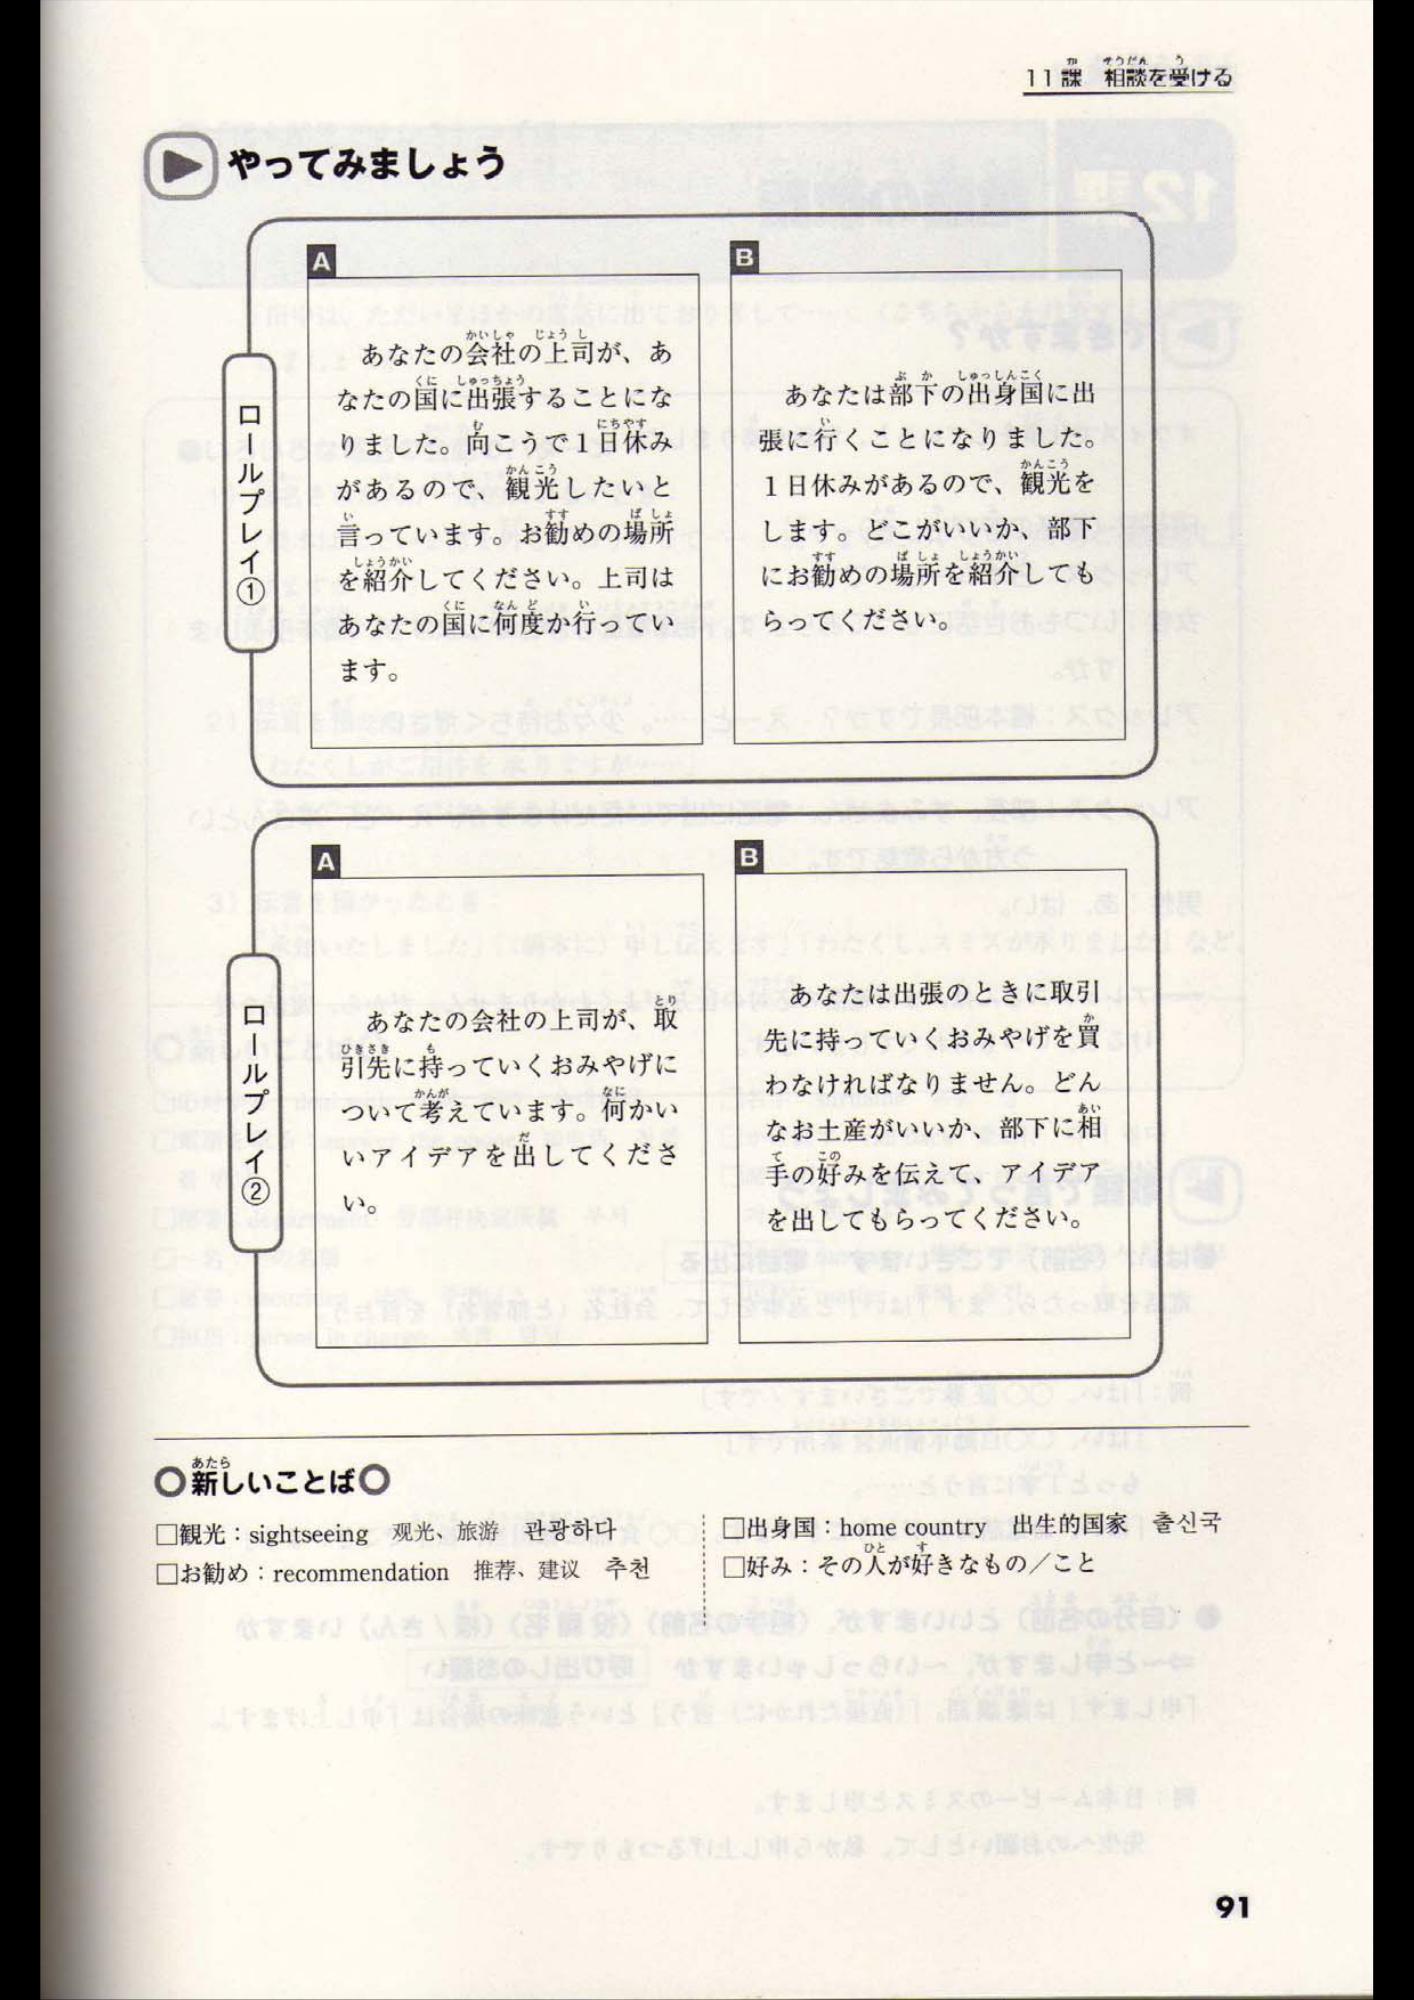 11課 相談を受ける
やってみましょう
ロールプレイ①
A
あなたの会社の上司が、あ
なたの国に出張することにな
りました。向こうで1日休み
があるので、観光したいと
言っています。お勧めの場所
を紹介してください。上司は
あなたの国に何度か行ってい
ます。
B
あなたは部下の出身国に出
張に行くことになりました。
1日休みがあるので、観光を
します。どこがいいか、部下
にお勧めの場所を紹介しても
らってください。
ロールプレイ②
A
あなたの会社の上司が、取
引先に持っていくおみやげに
ついて考えています。何かい
いアイデアを出してくださ
い。
B
あなたは出張のときに取引
先に持っていくおみやげを買
わなければなりません。どん
なお土産がいいか、部下に相
手の好みを伝えて、アイデア
を出してもらってください。
○新しいことば○
□観光：sightseeing 观光、旅游 관광하다
□お勧め：recommendation 推荐、建议 추천
□出身国：home country 出生的国家 출신국
□好み：その人が好きなもの／こと
91